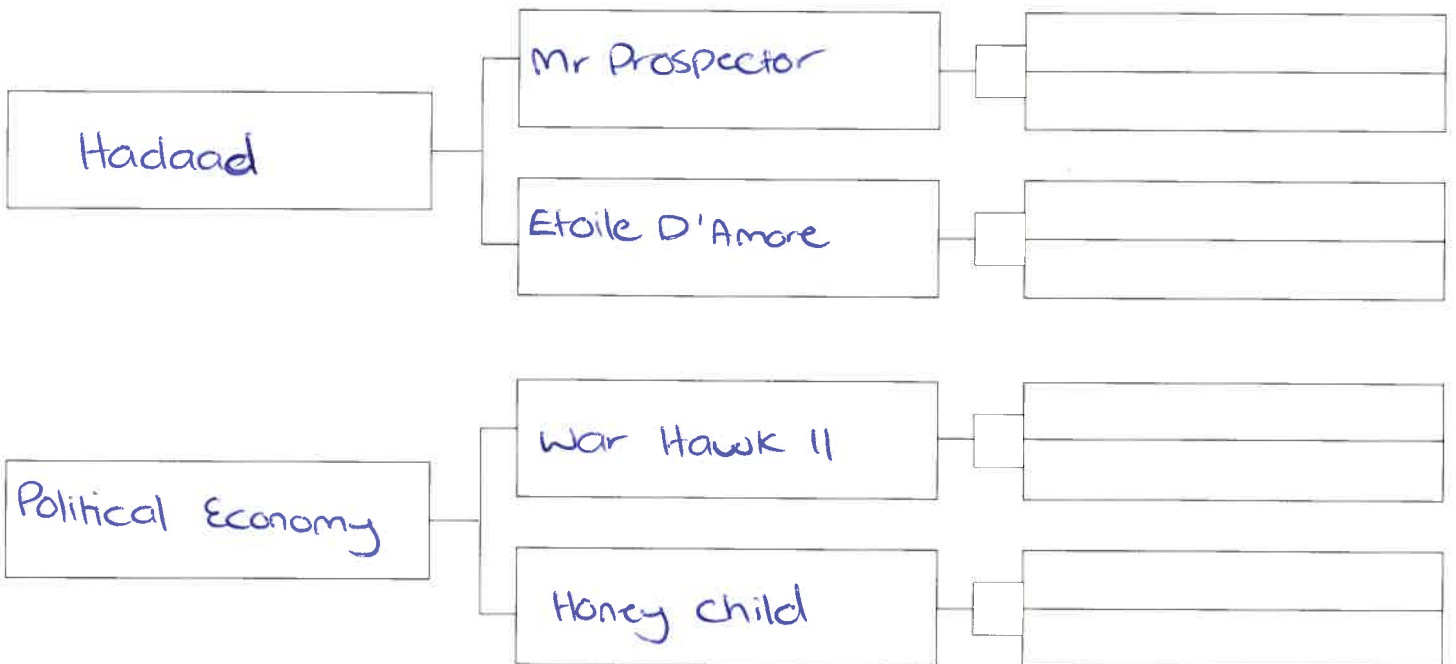 Mr Prospector
Hadaad
Etoile D'Amore
War Hawk II
Political Economy
Honey Child